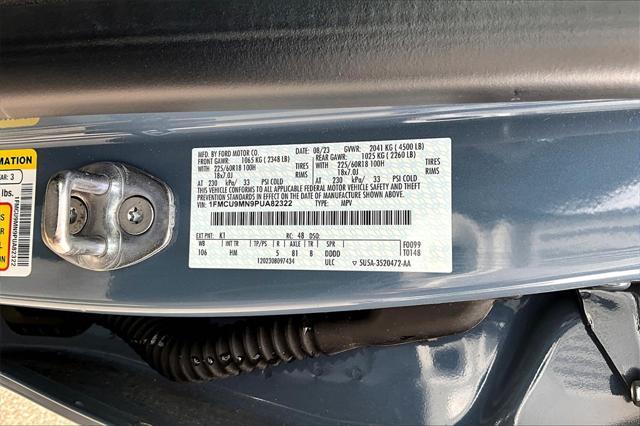 MFD. BY FORD MOTOR CO. 08/23 GVWR: 2041 KG ( 4500 LB)
FRONT GAWR: 1065 KG ( 2348 LB) REAR GAWR: 1025 KG ( 2260 LB)
225/60R18 100H TIRES 225/60R18 100H TIRES
18x7.0J RIMS 18x7.0J RIMS
AT 230 kPa/ 33 PSI COLD AT 230 kPa/ 33 PSI COLD
THIS VEHICLE CONFORMS TO ALL APPLICABLE FEDERAL MOTOR VEHICLE SAFETY AND THEFT PREVENTION STANDARDS IN EFFECT ON THE DATE OF MANUFACTURE SHOWN ABOVE.
VIN: 1FMCU9MN9PUA82322 TYPE: MPV
EXT PNT: K1 RC: 48 DSO:
WB INT TR TP/PS R AXLE TR SPR F0099
106 HM 5 81 B DDDD T0148
1202308097434 ULC 5U5A-3520472-AA
RMATION
AR: 3
lbs.
1FMCU9MN9PUA82322